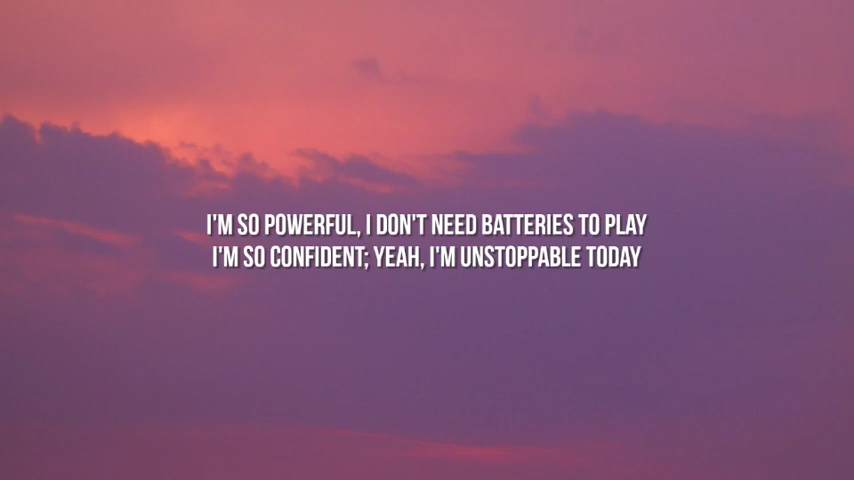 I'M SO POWERFUL, I DON'T NEED BATTERIES TO PLAY
I'M SO CONFIDENT; YEAH, I'M UNSTOPPABLE TODAY